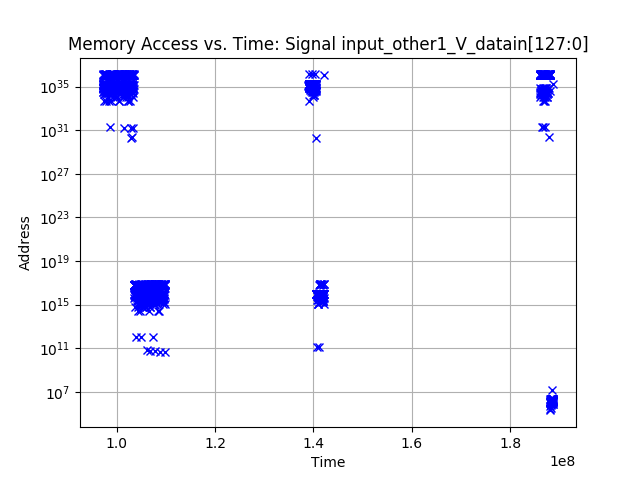 Memory Access vs. Time: Signal input_other1_V_datain[127:0]
Address
10^35
10^31
10^27
10^23
10^19
10^15
10^11
10^7
1.0 1.2 1.4 1.6 1.8
Time
1e8